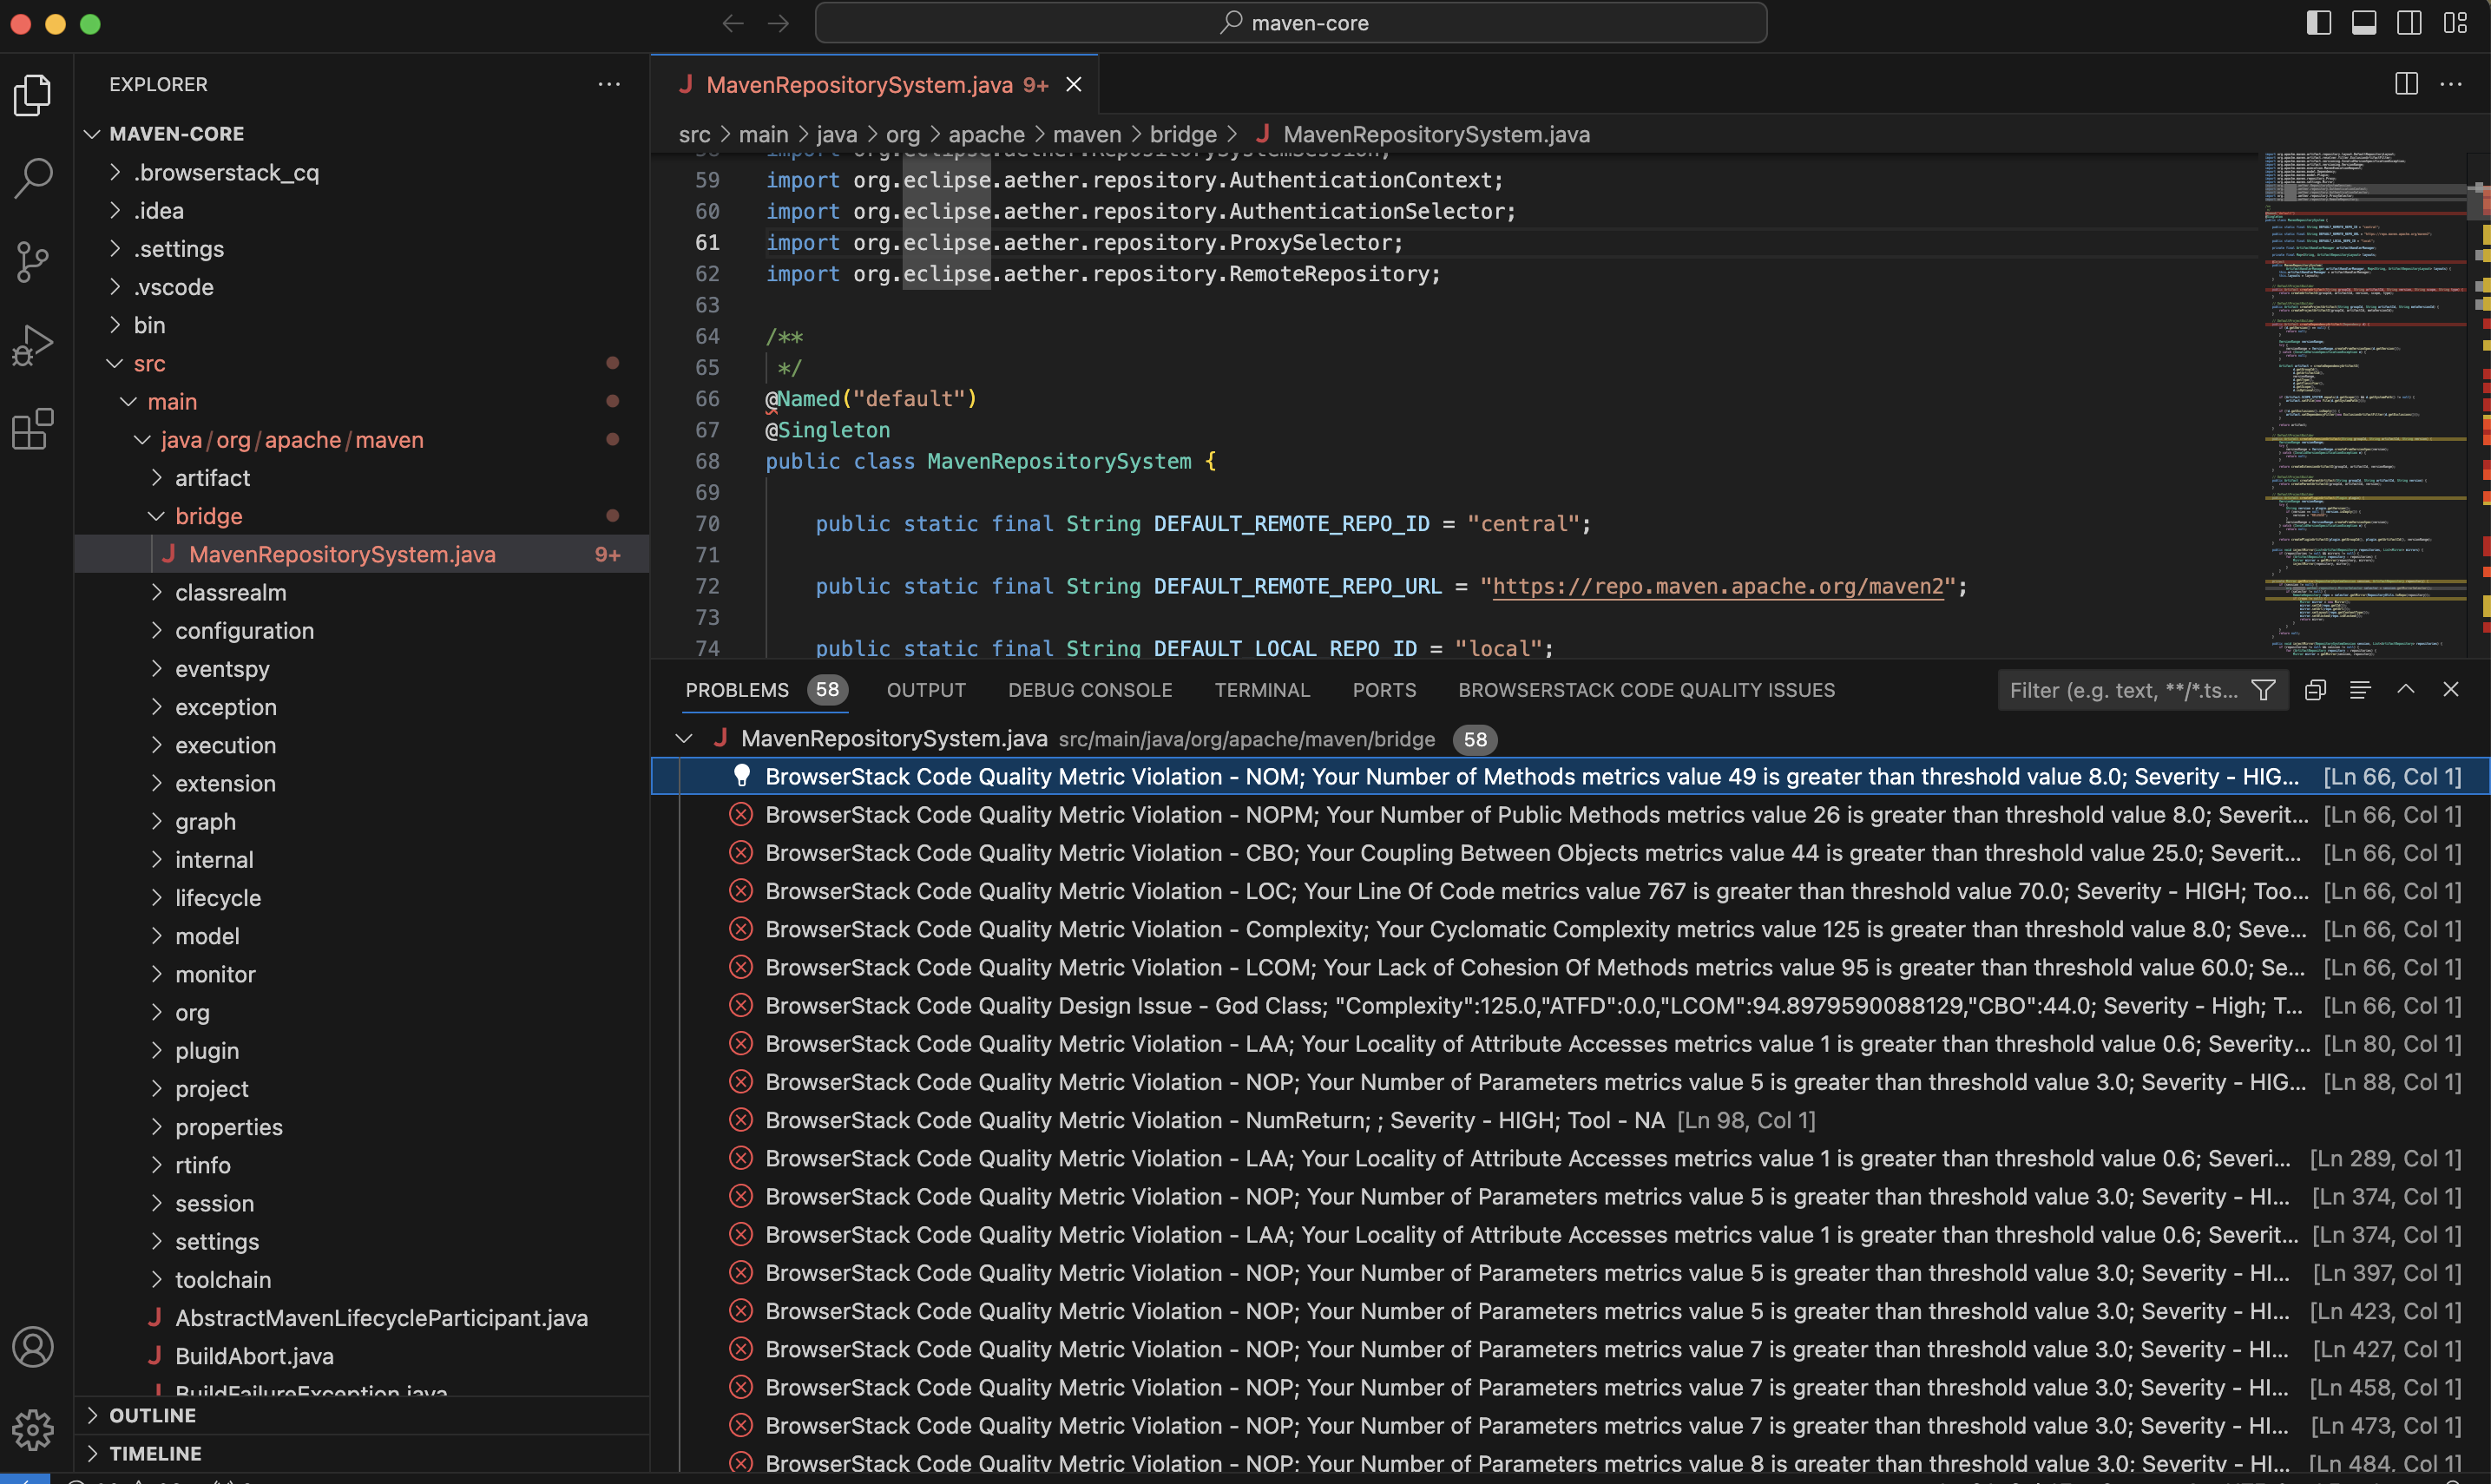 maven-core
EXPLORER
MAVEN-CORE
.browserstack_cq
.idea
.settings
.vscode
bin
src
main
java/org/apache/maven
artifact
bridge
MavenRepositorySystem.java 9+
classrealm
configuration
eventspy
exception
execution
extension
graph
internal
lifecycle
model
monitor
org
plugin
project
properties
rtinfo
session
settings
toolchain
AbstractMavenLifecycleParticipant.java
BuildAbort.java
BuildFailureException.java
OUTLINE
TIMELINE
MavenRepositorySystem.java 9+
src > main > java > org > apache > maven > bridge > MavenRepositorySystem.java
58 import org.eclipse.aether.RepositorySystemSession;
59 import org.eclipse.aether.repository.AuthenticationContext;
60 import org.eclipse.aether.repository.AuthenticationSelector;
61 import org.eclipse.aether.repository.ProxySelector;
62 import org.eclipse.aether.repository.RemoteRepository;
63
64 /**
65 */
66 @Named("default")
67 @Singleton
68 public class MavenRepositorySystem {
69
70 public static final String DEFAULT_REMOTE_REPO_ID = "central";
71
72 public static final String DEFAULT_REMOTE_REPO_URL = "https://repo.maven.apache.org/maven2";
73
74 public static final String DEFAULT_LOCAL_REPO_ID = "local";
PROBLEMS 58 OUTPUT DEBUG CONSOLE TERMINAL PORTS BROWSERSTACK CODE QUALITY ISSUES Filter (e.g. text, **/*.ts...
MavenRepositorySystem.java src/main/java/org/apache/maven/bridge 58
BrowserStack Code Quality Metric Violation - NOM; Your Number of Methods metrics value 49 is greater than threshold value 8.0; Severity - HIG... [Ln 66, Col 1]
BrowserStack Code Quality Metric Violation - NOPM; Your Number of Public Methods metrics value 26 is greater than threshold value 8.0; Severit... [Ln 66, Col 1]
BrowserStack Code Quality Metric Violation - CBO; Your Coupling Between Objects metrics value 44 is greater than threshold value 25.0; Severit... [Ln 66, Col 1]
BrowserStack Code Quality Metric Violation - LOC; Your Line Of Code metrics value 767 is greater than threshold value 70.0; Severity - HIGH; Too... [Ln 66, Col 1]
BrowserStack Code Quality Metric Violation - Complexity; Your Cyclomatic Complexity metrics value 125 is greater than threshold value 8.0; Seve... [Ln 66, Col 1]
BrowserStack Code Quality Metric Violation - LCOM; Your Lack of Cohesion Of Methods metrics value 95 is greater than threshold value 60.0; Se... [Ln 66, Col 1]
BrowserStack Code Quality Design Issue - God Class; "Complexity":125.0,"ATFD":0.0,"LCOM":94.8979590088129,"CBO":44.0; Severity - High; T... [Ln 66, Col 1]
BrowserStack Code Quality Metric Violation - LAA; Your Locality of Attribute Accesses metrics value 1 is greater than threshold value 0.6; Severity... [Ln 80, Col 1]
BrowserStack Code Quality Metric Violation - NOP; Your Number of Parameters metrics value 5 is greater than threshold value 3.0; Severity - HIG... [Ln 88, Col 1]
BrowserStack Code Quality Metric Violation - NumReturn; ; Severity - HIGH; Tool - NA [Ln 98, Col 1]
BrowserStack Code Quality Metric Violation - LAA; Your Locality of Attribute Accesses metrics value 1 is greater than threshold value 0.6; Severi... [Ln 289, Col 1]
BrowserStack Code Quality Metric Violation - NOP; Your Number of Parameters metrics value 5 is greater than threshold value 3.0; Severity - HI... [Ln 374, Col 1]
BrowserStack Code Quality Metric Violation - LAA; Your Locality of Attribute Accesses metrics value 1 is greater than threshold value 0.6; Severit... [Ln 374, Col 1]
BrowserStack Code Quality Metric Violation - NOP; Your Number of Parameters metrics value 5 is greater than threshold value 3.0; Severity - HI... [Ln 397, Col 1]
BrowserStack Code Quality Metric Violation - NOP; Your Number of Parameters metrics value 5 is greater than threshold value 3.0; Severity - HI... [Ln 423, Col 1]
BrowserStack Code Quality Metric Violation - NOP; Your Number of Parameters metrics value 7 is greater than threshold value 3.0; Severity - HI... [Ln 427, Col 1]
BrowserStack Code Quality Metric Violation - NOP; Your Number of Parameters metrics value 7 is greater than threshold value 3.0; Severity - HI... [Ln 458, Col 1]
BrowserStack Code Quality Metric Violation - NOP; Your Number of Parameters metrics value 7 is greater than threshold value 3.0; Severity - HI... [Ln 473, Col 1]
BrowserStack Code Quality Metric Violation - NOP; Your Number of Parameters metrics value 8 is greater than threshold value 3.0; Severity - HI... [Ln 484, Col 1]